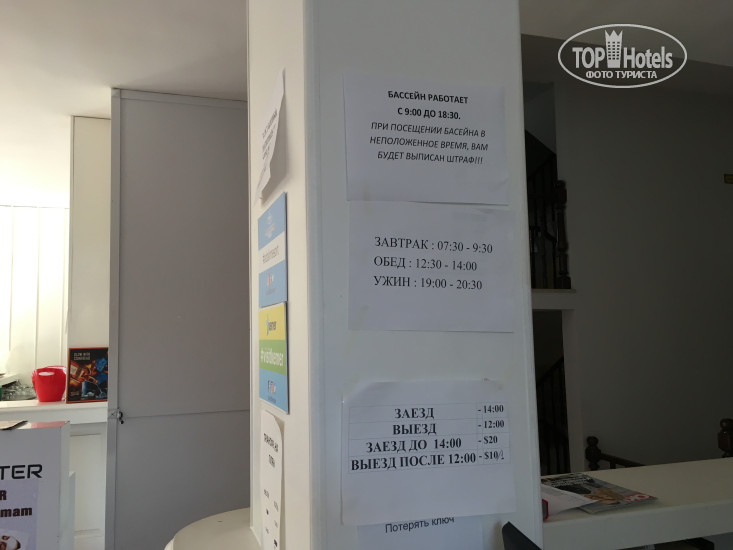 TOP Hotels
ФОТО ТУРИСТА
БАССЕЙН РАБОТАЕТ
С 9:00 ДО 18:30.
ПРИ ПОСЕЩЕНИИ БАСЕЙНА В
НЕПОЛОЖЕННОЕ ВРЕМЯ, ВАМ
БУДЕТ ВЫПИСАН ШТРАФ!!!
ЗАВТРАК : 07:30 - 9:30
ОБЕД : 12:30 - 14:00
УЖИН : 19:00 - 20:30
ЗАЕЗД - 14:00
ВЫЕЗД - 12:00
ЗАЕЗД ДО 14:00 - $20
ВЫЕЗД ПОСЛЕ 12:00 - $10
Потерять ключ
TER
R
mam